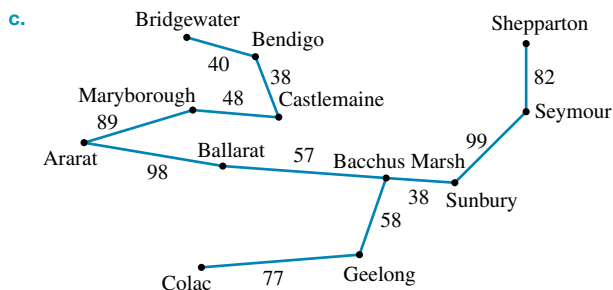 c.
Bridgewater
Shepparton
Bendigo
40
38
82
Maryborough
48
Castlemaine
Seymour
89
99
Ararat
Ballarat
57
Bacchus Marsh
98
38
Sunbury
58
Colac
77
Geelong